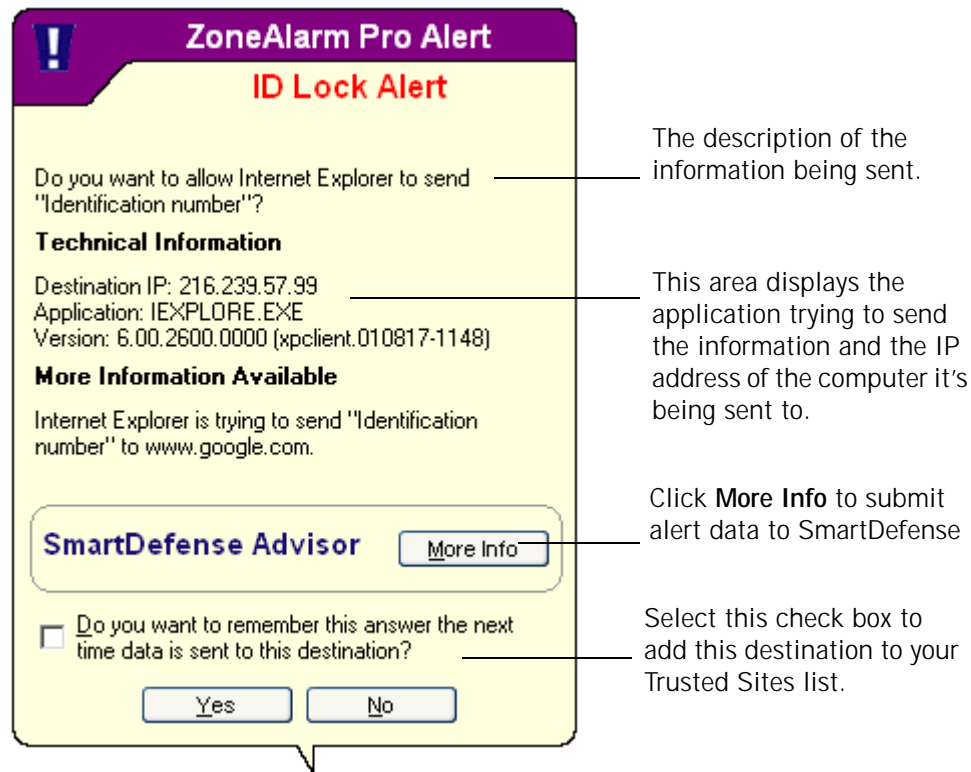 ZoneAlarm Pro Alert
ID Lock Alert
Do you want to allow Internet Explorer to send
"Identification number"?
Technical Information
Destination IP: 216.239.57.99
Application: IEXPLORE.EXE
Version: 6.00.2600.0000 (xpclient.010817-1148)
More Information Available
Internet Explorer is trying to send "Identification
number" to www.google.com.
SmartDefense Advisor
More Info
Do you want to remember this answer the next
time data is sent to this destination?
Yes
No
The description of the
information being sent.
This area displays the
application trying to send
the information and the IP
address of the computer it's
being sent to.
Click More Info to submit
alert data to SmartDefense
Select this check box to
add this destination to your
Trusted Sites list.